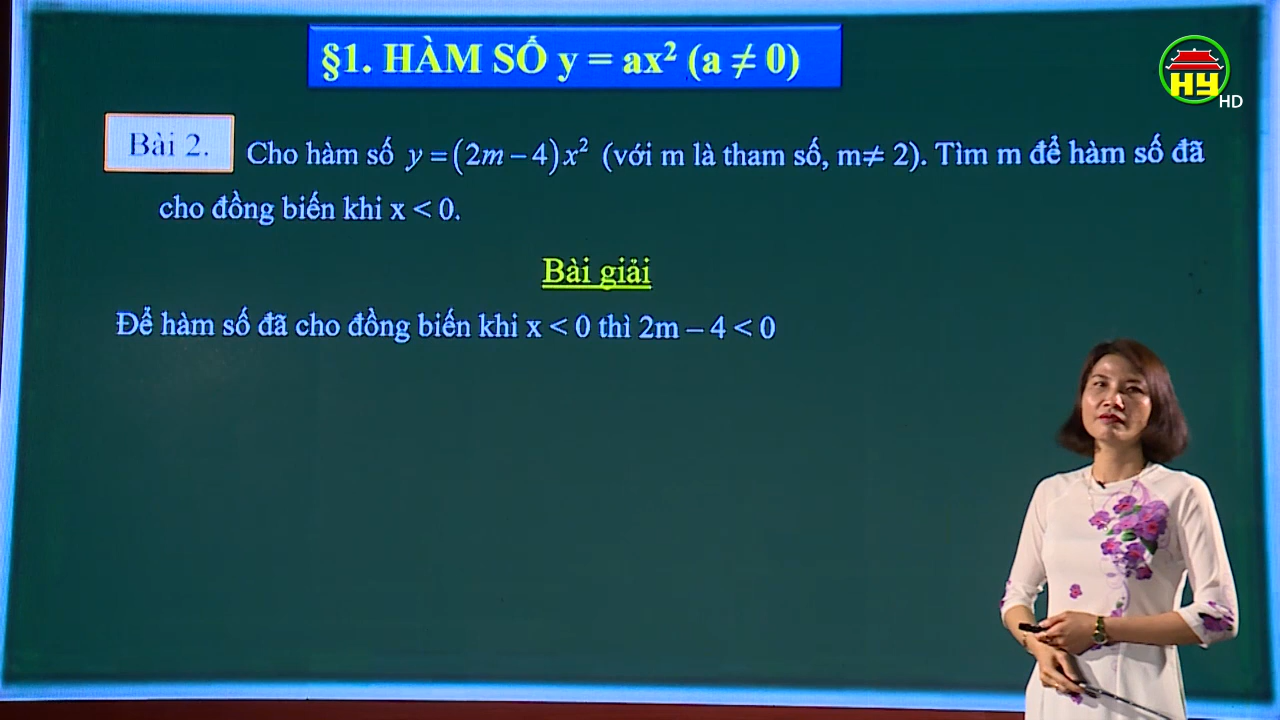 §1. HÀM SỐ y = ax² (a ≠ 0)
HY HD
Bài 2. Cho hàm số y = (2m – 4)x² (với m là tham số, m≠ 2). Tìm m để hàm số đã
cho đồng biến khi x < 0.
Bài giải
Để hàm số đã cho đồng biến khi x < 0 thì 2m – 4 < 0